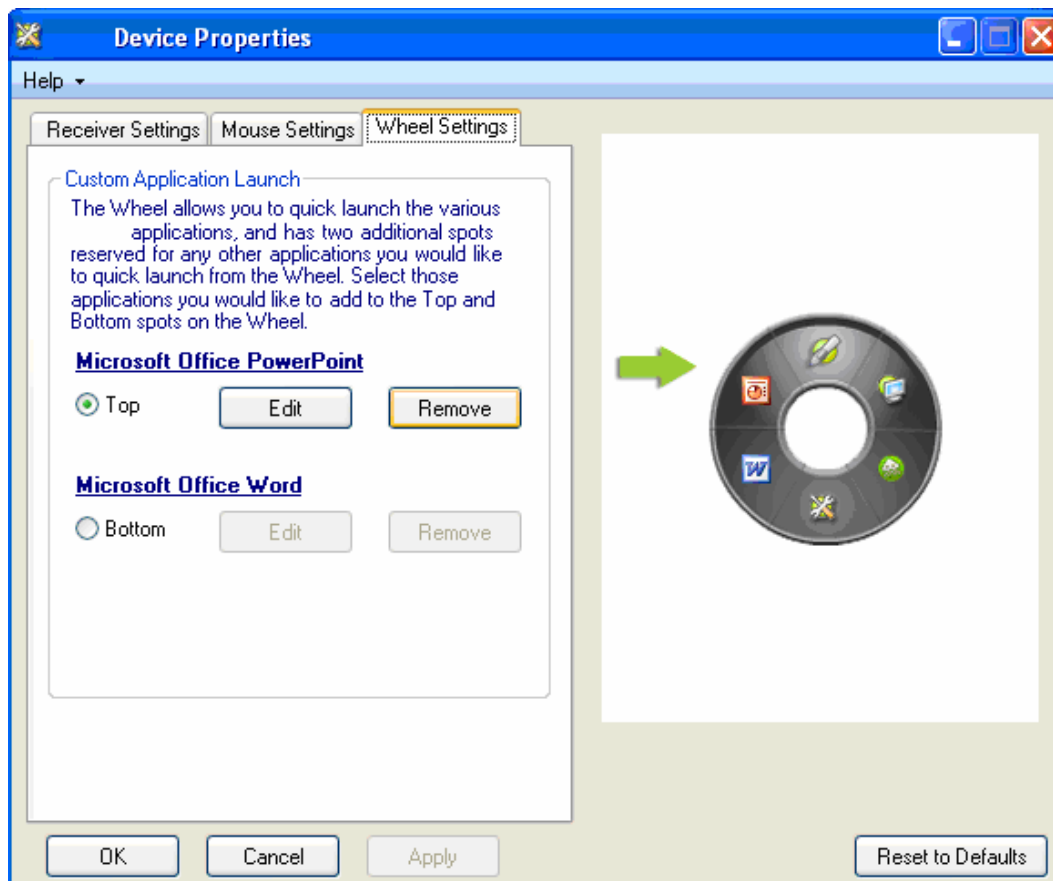 Device Properties
Help
Receiver Settings Mouse Settings Wheel Settings
Custom Application Launch
The Wheel allows you to quick launch the various
applications, and has two additional spots
reserved for any other applications you would like
to quick launch from the Wheel. Select those
applications you would like to add to the Top and
Bottom spots on the Wheel.
Microsoft Office PowerPoint
Top Edit Remove
Microsoft Office Word
Bottom Edit Remove
OK Cancel Apply Reset to Defaults